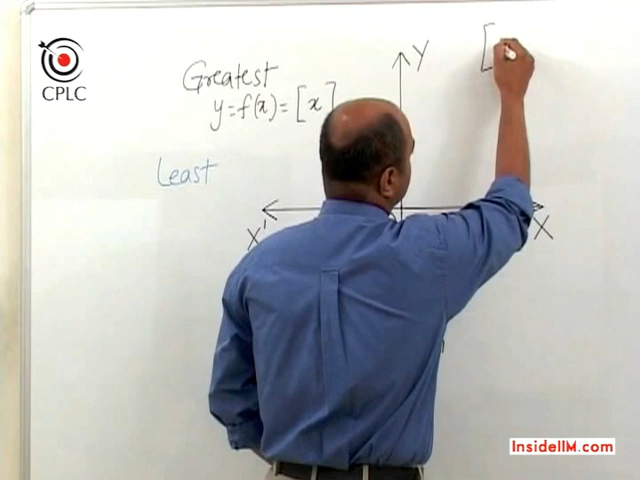 CPLC
Greatest
y=f(x)=[x]
Least
Y
X'
X
[
InsideIIM.com